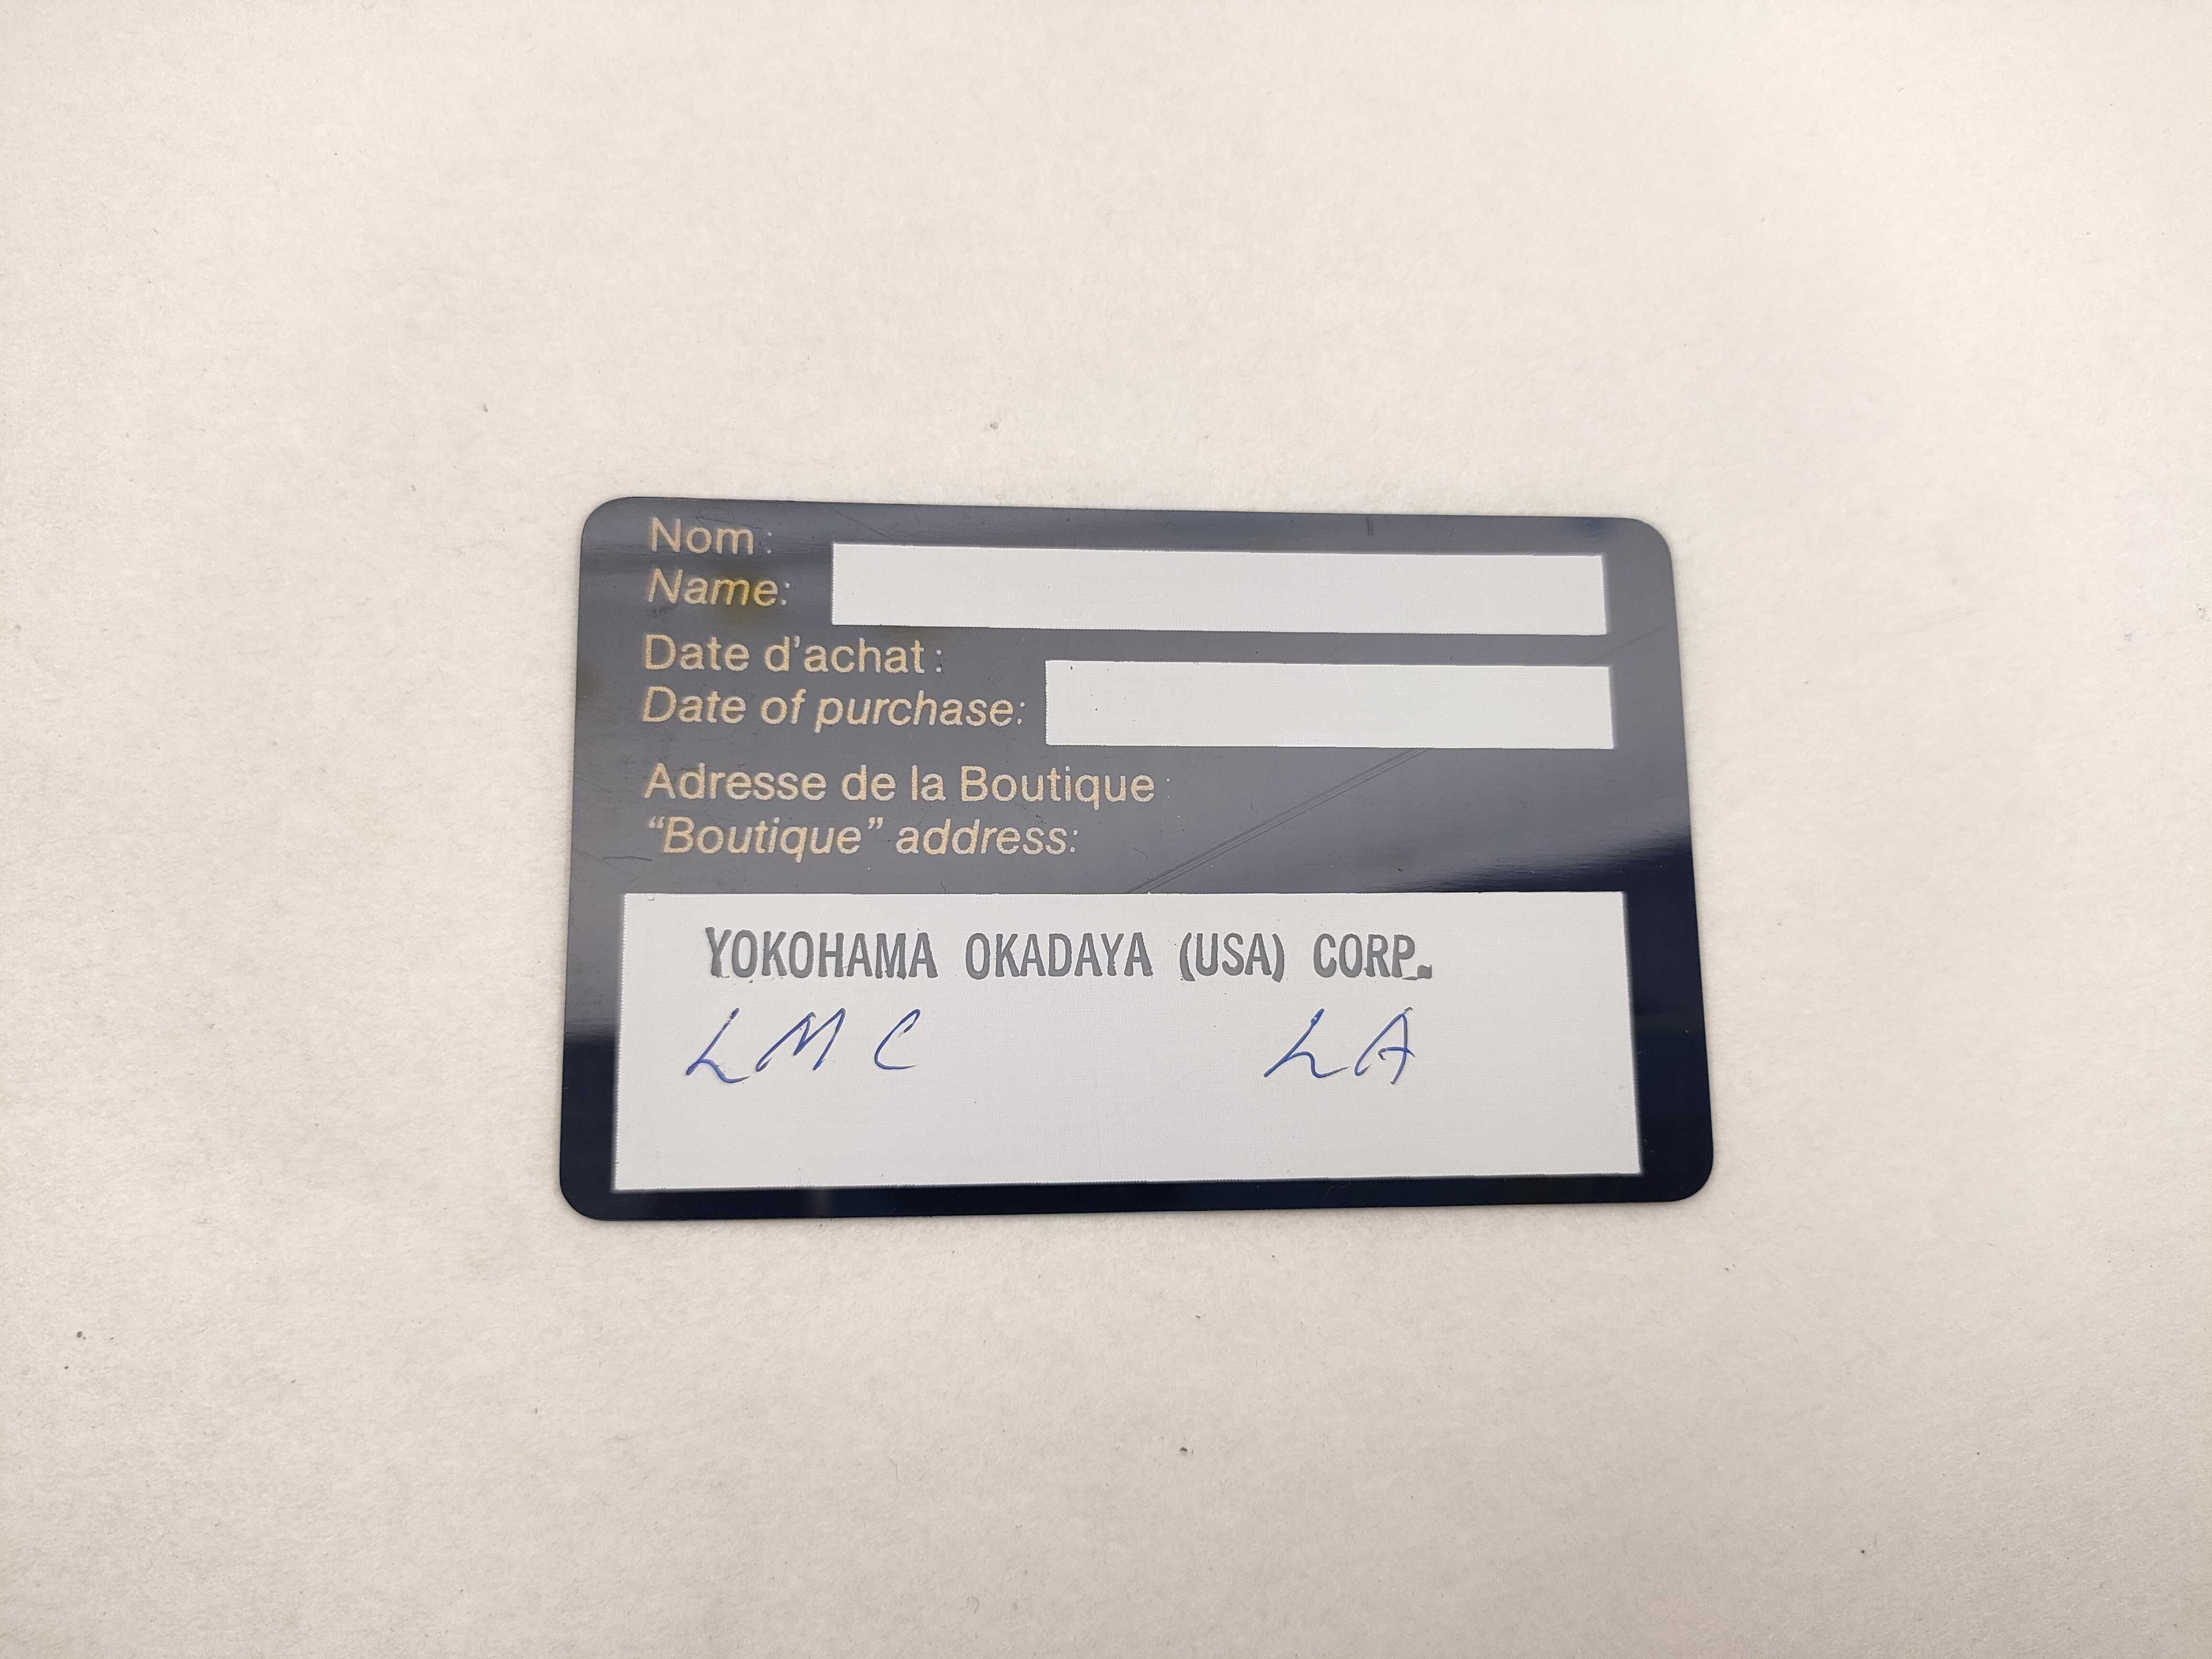 Nom :
Name:
Date d'achat :
Date of purchase:
Adresse de la Boutique :
“Boutique” address:
YOKOHAMA OKADAYA (USA) CORP.
LMC LA